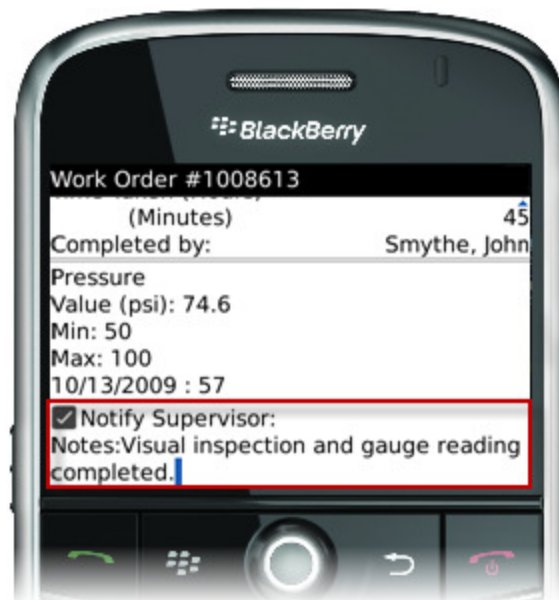 BlackBerry
Work Order #1008613
(Minutes) 45
Completed by: Smythe, John
Pressure
Value (psi): 74.6
Min: 50
Max: 100
10/13/2009 : 57
Notify Supervisor:
Notes:Visual inspection and gauge reading
completed.